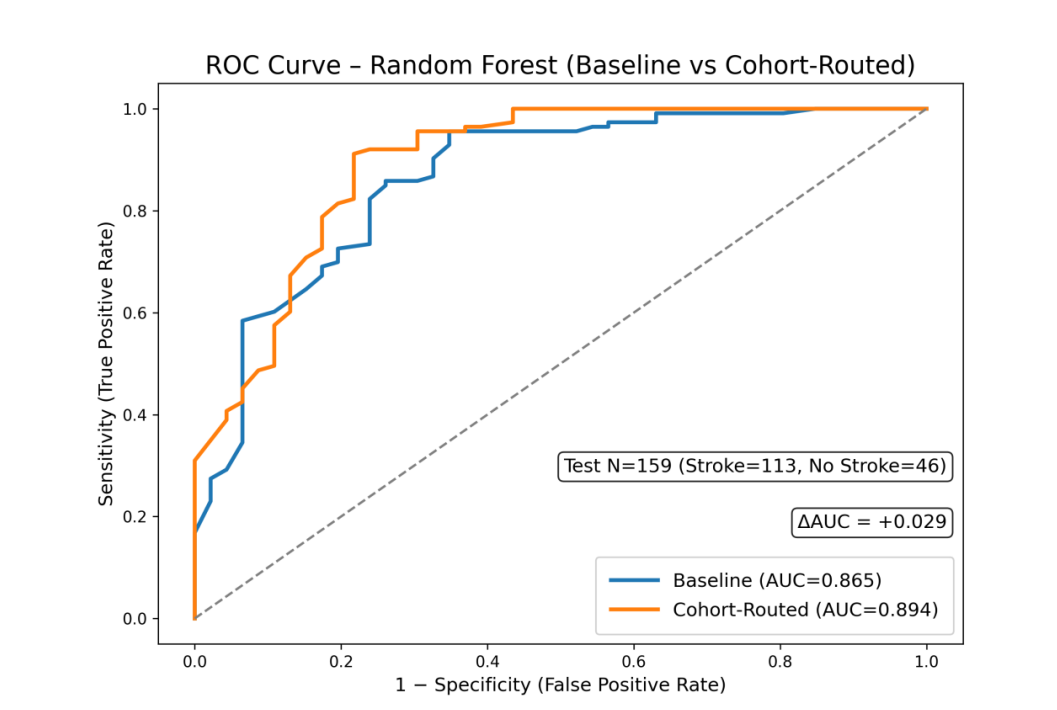 ROC Curve – Random Forest (Baseline vs Cohort-Routed)
Sensitivity (True Positive Rate)
1.0
0.8
0.6
0.4
0.2
0.0
Test N=159 (Stroke=113, No Stroke=46)
ΔAUC = +0.029
Baseline (AUC=0.865)
Cohort-Routed (AUC=0.894)
0.0 0.2 0.4 0.6 0.8 1.0
1 − Specificity (False Positive Rate)